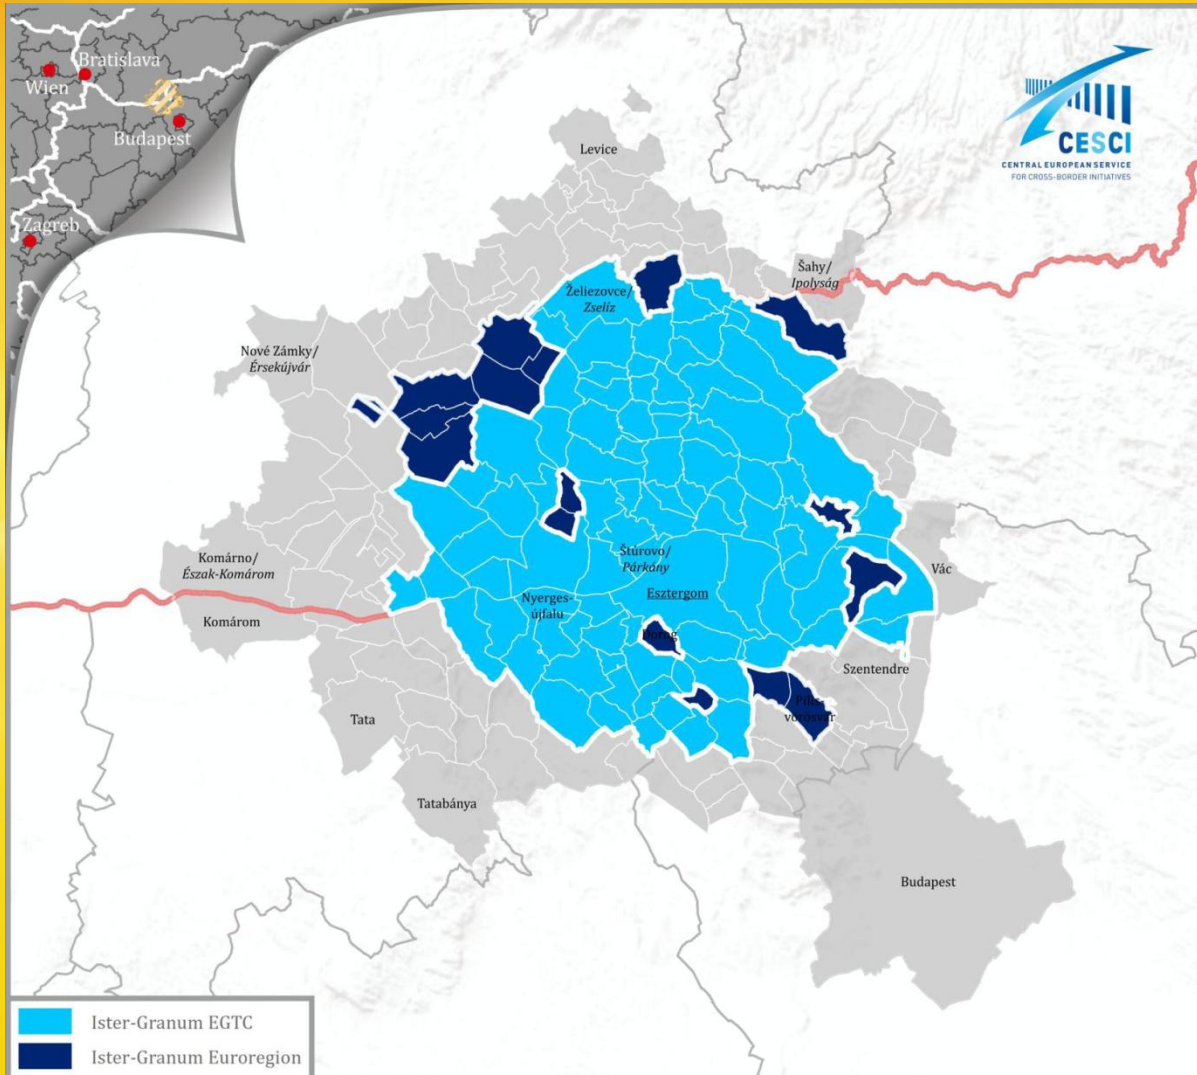 Bratislava
Wien
Budapest
Zagreb
CESCI
CENTRAL EUROPEAN SERVICE
FOR CROSS-BORDER INITIATIVES
Levice
Šahy/
Ipolyság
Želiezovce/
Zselíz
Nové Zámky/
Érsekújvár
Komárno/
Észak-Komárom
Komárom
Štúrovo/
Párkány
Esztergom
Nyerges-
újfalu
Vác
Dorog
Szentendre
Pilis-
vörösvár
Tata
Tatabánya
Budapest
Ister-Granum EGTC
Ister-Granum Euroregion